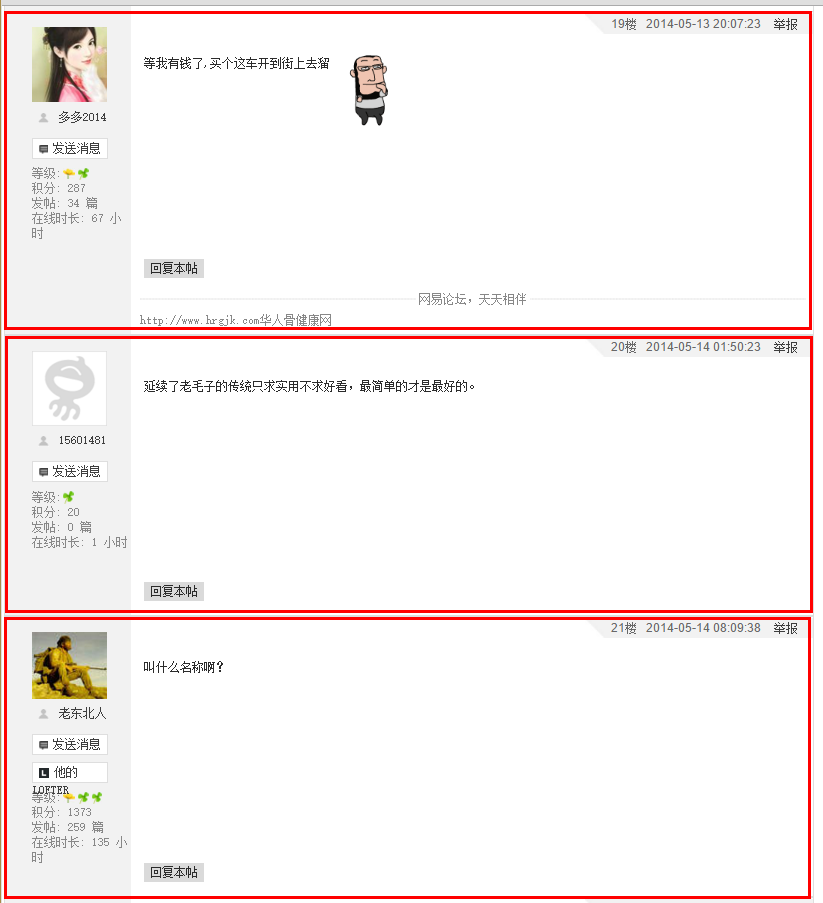 19楼 2014-05-13 20:07:23 举报
等我有钱了,买个这车开到街上去溜
多多2014
发送消息
等级:
积分: 287
发帖: 34 篇
在线时长: 67 小
时
回复本帖
网易论坛，天天相伴
http://www.hrgjk.com华人骨健康网
20楼 2014-05-14 01:50:23 举报
延续了老毛子的传统只求实用不求好看，最简单的才是最好的。
15601481
发送消息
等级:
积分: 20
发帖: 0 篇
在线时长: 1 小时
回复本帖
21楼 2014-05-14 08:09:38 举报
叫什么名称啊？
老东北人
发送消息
他的
LOFTER
等级:
积分: 1373
发帖: 259 篇
在线时长: 135 小
时
回复本帖